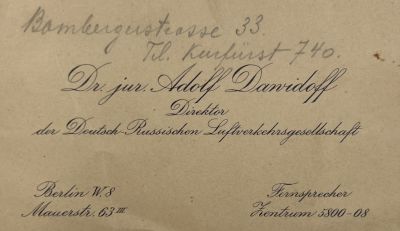 Bambergerstrasse 33.
Tel. Kurfürst 740.
Dr. jur. Adolf Dawidoff
Direktor
der Deutsch-Russischen Luftverkehrsgesellschaft
Berlin W. 8
Mauerstr. 63 III
Fernsprecher
Zentrum 5800-08